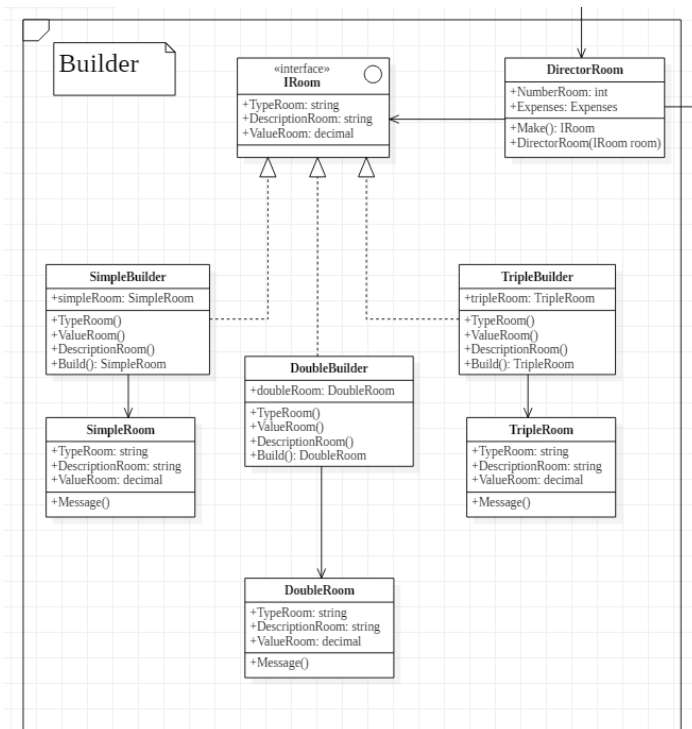 Builder
«interface»
IRoom
+TypeRoom: string
+DescriptionRoom: string
+ValueRoom: decimal
DirectorRoom
+NumberRoom: int
+Expenses: Expenses
+Make(): IRoom
+DirectorRoom(IRoom room)
SimpleBuilder
+simpleRoom: SimpleRoom
+TypeRoom()
+ValueRoom()
+DescriptionRoom()
+Build(): SimpleRoom
TripleBuilder
+tripleRoom: TripleRoom
+TypeRoom()
+ValueRoom()
+DescriptionRoom()
+Build(): TripleRoom
DoubleBuilder
+doubleRoom: DoubleRoom
+TypeRoom()
+ValueRoom()
+DescriptionRoom()
+Build(): DoubleRoom
SimpleRoom
+TypeRoom: string
+DescriptionRoom: string
+ValueRoom: decimal
+Message()
TripleRoom
+TypeRoom: string
+DescriptionRoom: string
+ValueRoom: decimal
+Message()
DoubleRoom
+TypeRoom: string
+DescriptionRoom: string
+ValueRoom: decimal
+Message()